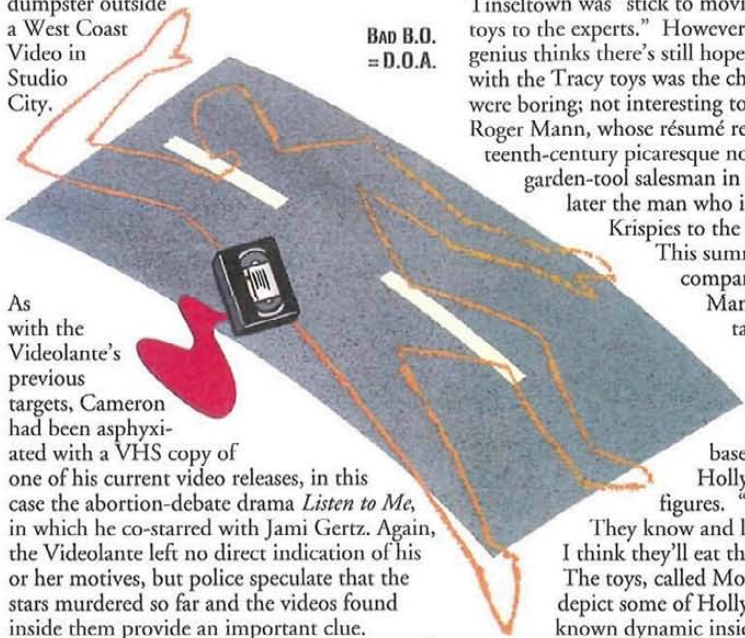 dumpster outside
a West Coast
Video in
Studio
City.
As
with the
Videolante's
previous
targets, Cameron
had been asphyxi-
ated with a VHS copy of
one of his current video releases, in this
case the abortion-debate drama Listen to Me,
in which he co-starred with Jami Gertz. Again,
the Videolante left no direct indication of his
or her motives, but police speculate that the
stars murdered so far and the videos found
inside them provide an important clue.
BAD B.O.
= D.O.A.
Tinseltown was "stick to movi
toys to the experts." However
genius thinks there's still hope
with the Tracy toys was the ch
were boring; not interesting to
Roger Mann, whose résumé re
teenth-century picaresque no
garden-tool salesman in
later the man who i
Krispies to the
This summ
compar
Man
ta
base
Holly
figures. "
They know and l
I think they'll eat th
The toys, called Mo
depict some of Holly
known dynamic insid